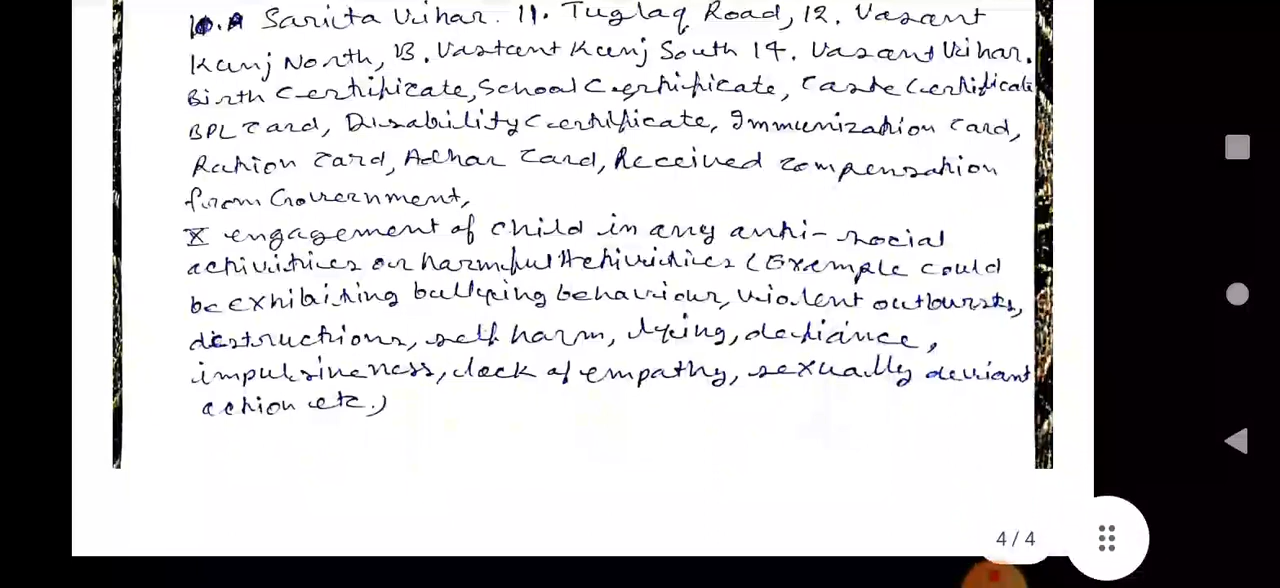 10. Sarita Vihar. 11. Tuglaq Road, 12. Vasant
Kunj North, 13. Vastant Kunj South 14. Vasant Vihar.
Birth Certificate, School Certificate, Caste Certificate
BPL Card, Disability Certificate, Immunization Card,
Ration Card, Adhar Card, Received Compensation
from Government,
X engagement of child in any anti-social
activities or harmful Activities (Example could
be exhibiting bullying behaviour, violent outbursts,
distructions, self harm, lying, defiance,
impulsiveness, lack of empathy, sexually deviant
action etc.)
4 / 4